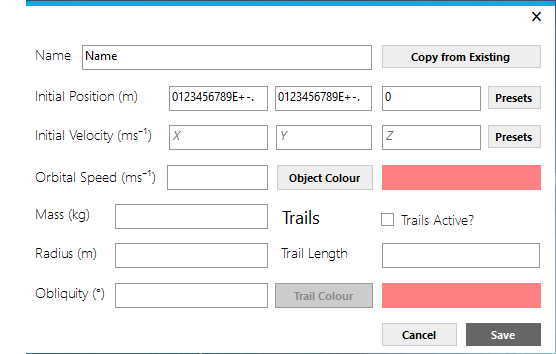 ×
Name Name Copy from Existing
Initial Position (m) 0123456789E+-. 0123456789E+-. 0 Presets
Initial Velocity (ms⁻¹) X Y Z Presets
Orbital Speed (ms⁻¹) Object Colour
Mass (kg) Trails Trails Active?
Radius (m) Trail Length
Obliquity (°) Trail Colour
Cancel Save